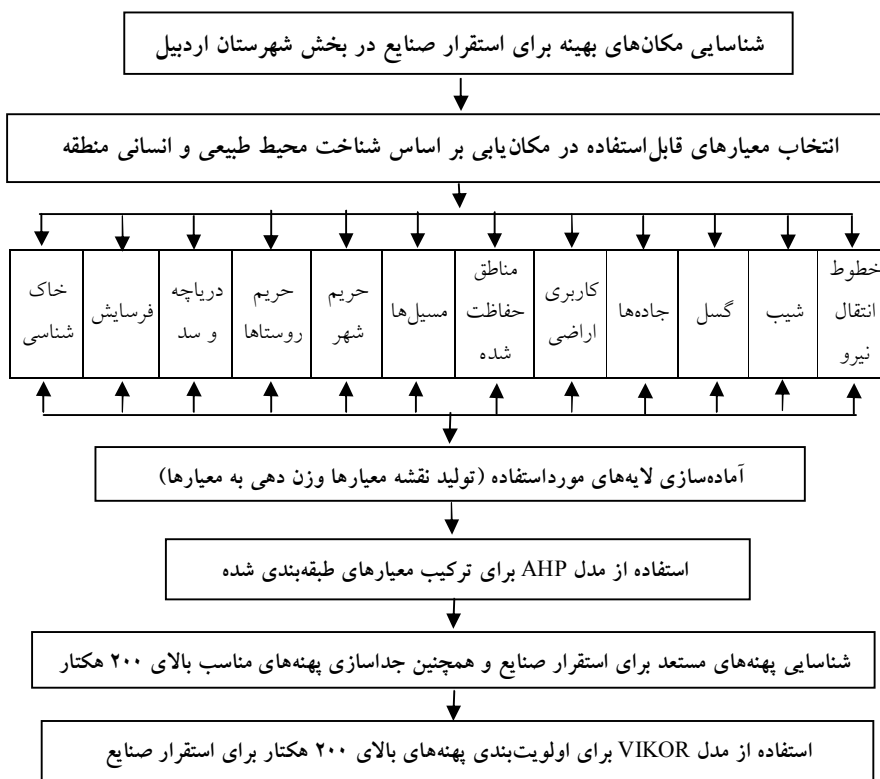 شناسایی مکان‌های بهینه برای استقرار صنایع در بخش شهرستان اردبیل
انتخاب معیارهای قابل‌استفاده در مکان‌یابی بر اساس شناخت محیط طبیعی و انسانی منطقه
خطوط
انتقال
نیرو
شیب
گسل
جاده‌ها
کاربری
اراضی
مناطق
حفاظت
شده
مسیل‌ها
حریم
شهر
حریم
روستاها
دریاچه
و سد
فرسایش
خاک
شناسی
آماده‌سازی لایه‌های مورداستفاده (تولید نقشه معیارها وزن دهی به معیارها)
استفاده از مدل AHP برای ترکیب معیارهای طبقه‌بندی شده
شناسایی پهنه‌های مستعد برای استقرار صنایع و همچنین جداسازی پهنه‌های مناسب بالای ۲۰۰ هکتار
استفاده از مدل VIKOR برای اولویت‌بندی پهنه‌های بالای ۲۰۰ هکتار برای استقرار صنایع